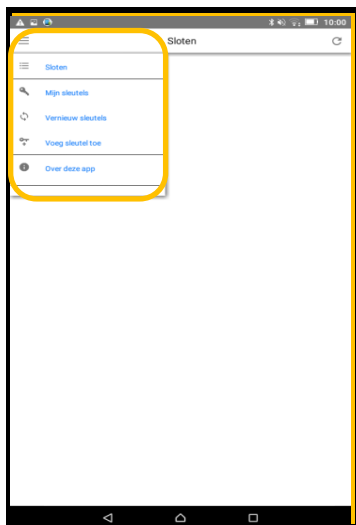 10:00
Sloten
Sloten
Mijn sleutels
Vernieuw sleutels
Voeg sleutel toe
Over deze app